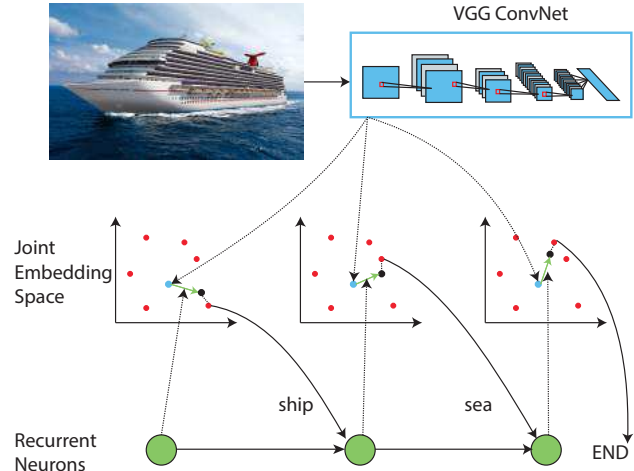 VGG ConvNet
Joint
Embedding
Space
ship
sea
Recurrent
Neurons
END